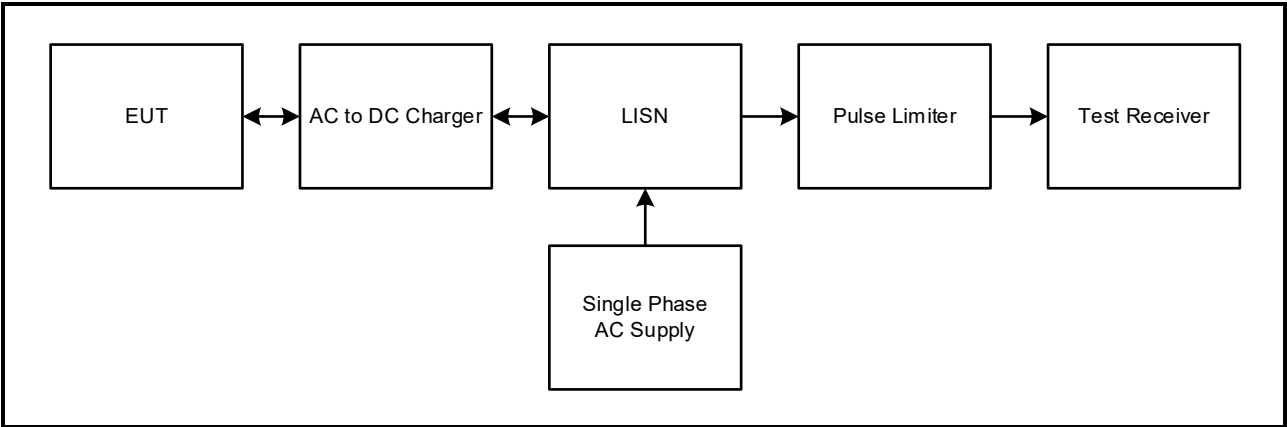 EUT
AC to DC Charger
LISN
Pulse Limiter
Test Receiver
Single Phase
AC Supply